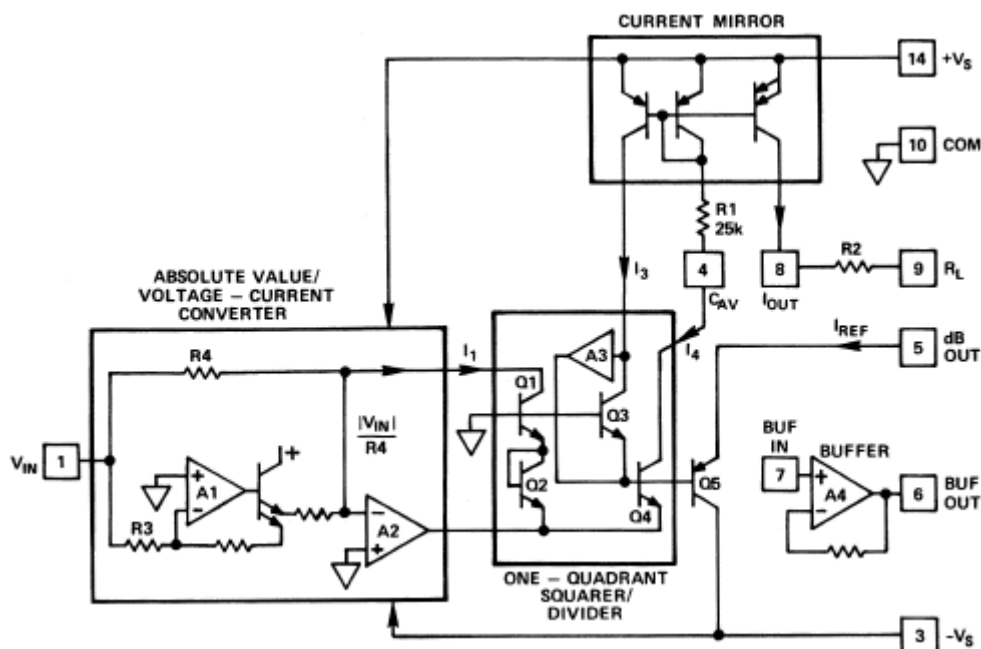 CURRENT MIRROR
14 +VS
10 COM
R1
25k
4
CAV
8
IOUT
R2
9 RL
I3
ABSOLUTE VALUE/
VOLTAGE – CURRENT
CONVERTER
IREF
5 dB
OUT
I4
R4
I1
A3
Q1
|VIN|
R4
Q3
VIN 1
+
+
A1
–
Q2
Q5
BUF
IN
7
BUFFER
+
A4
–
6 BUF
OUT
R3
–
A2
+
Q4
ONE – QUADRANT
SQUARER/
DIVIDER
3 –VS